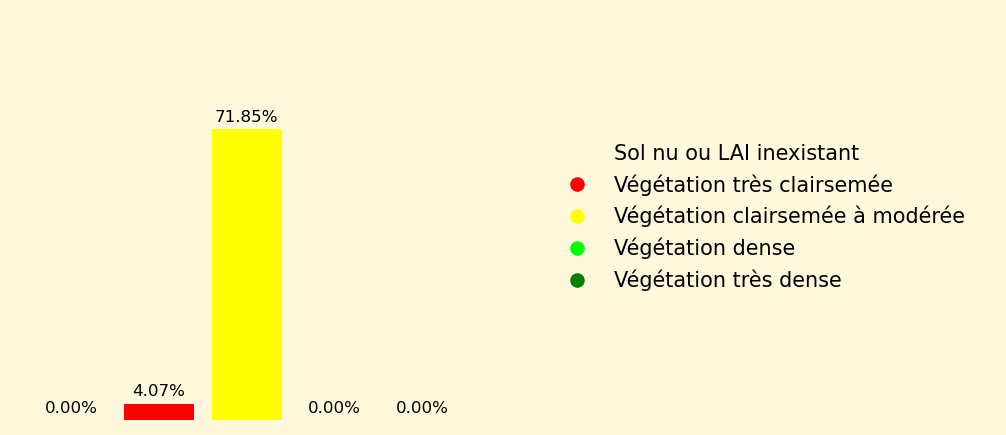 71.85%
4.07%
0.00%
0.00%
0.00%
Sol nu ou LAI inexistant
Végétation très clairsemée
Végétation clairsemée à modérée
Végétation dense
Végétation très dense